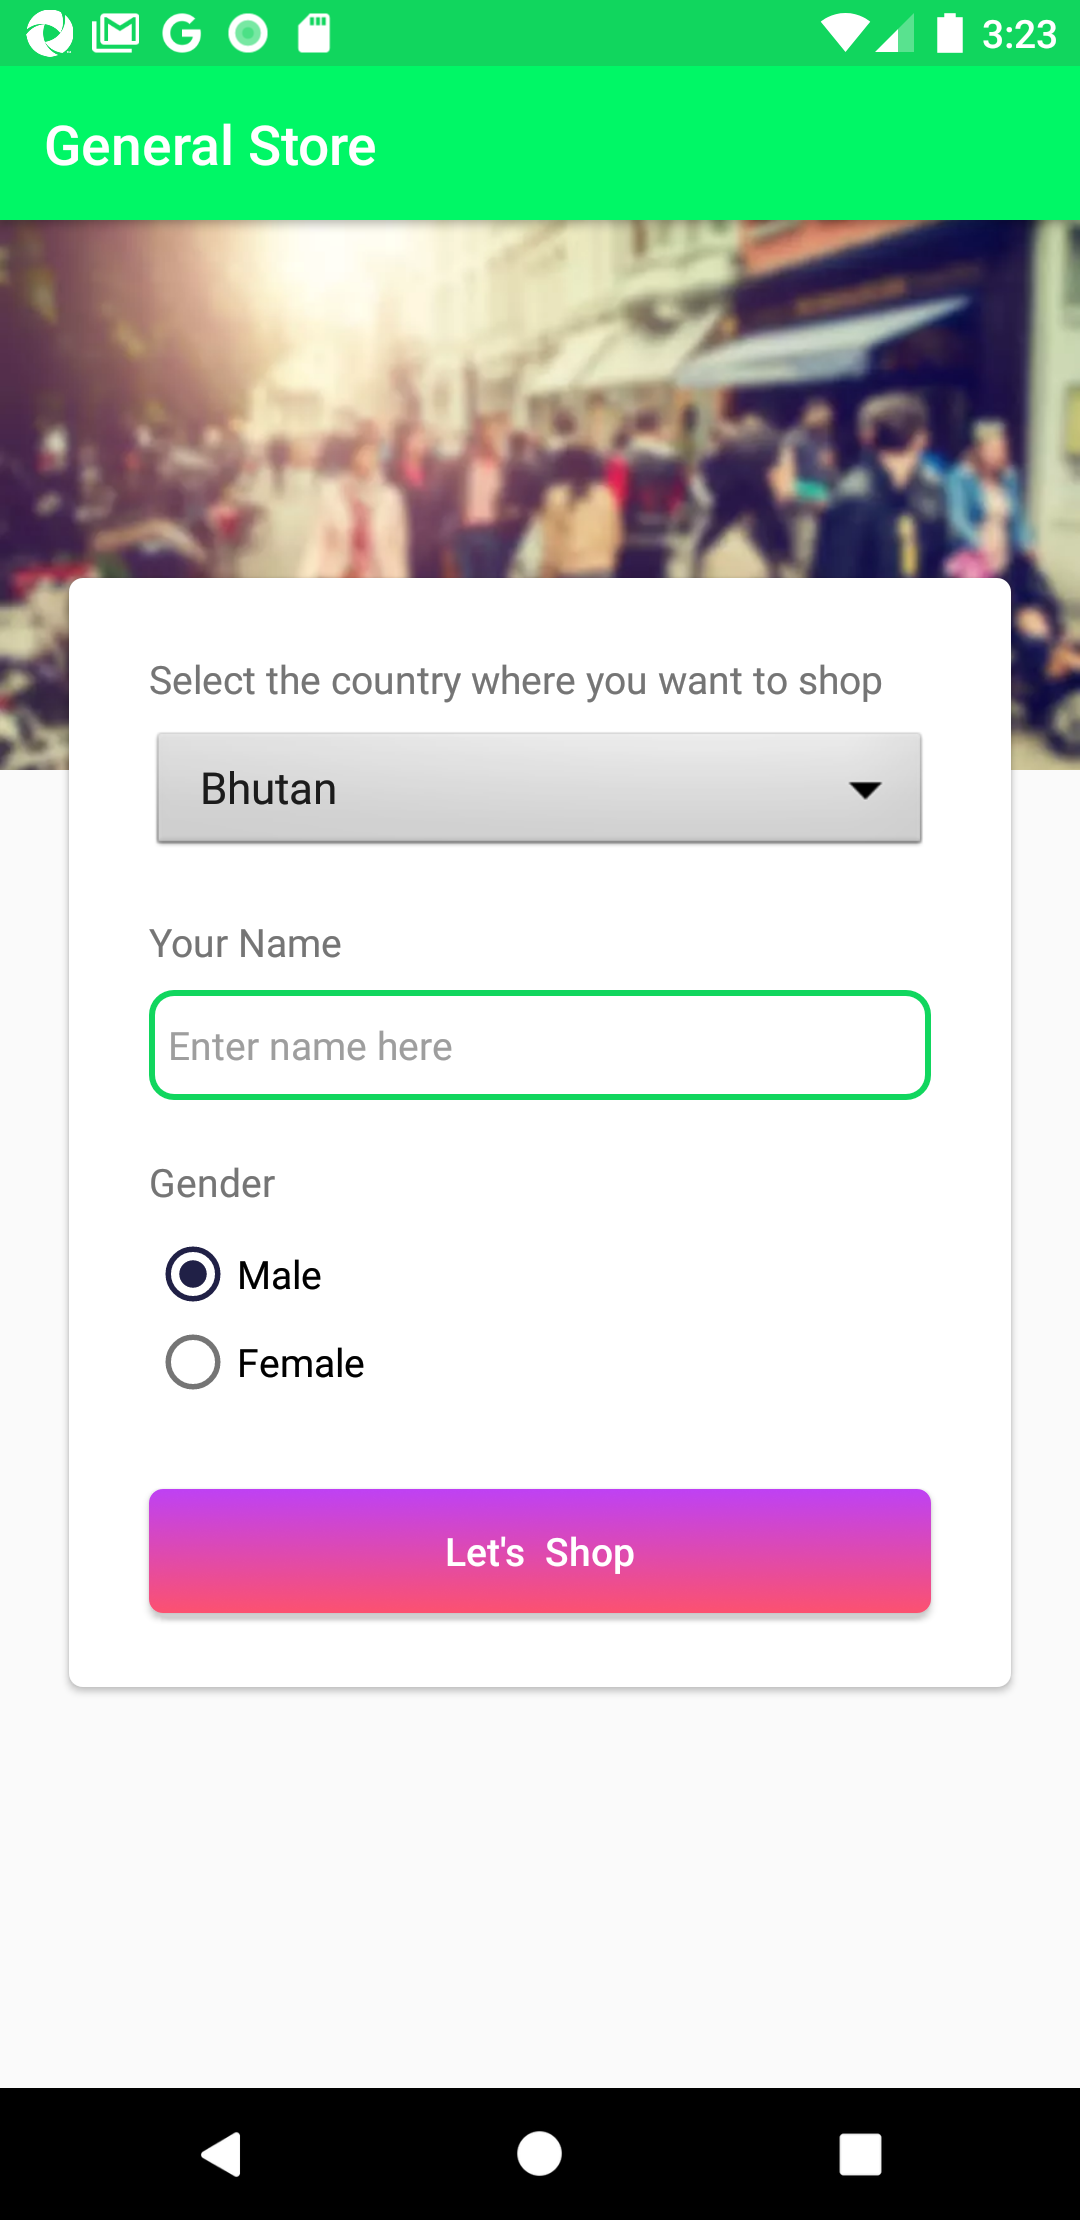 3:23
General Store
Select the country where you want to shop
Bhutan
Your Name
Enter name here
Gender
Male
Female
Let's  Shop